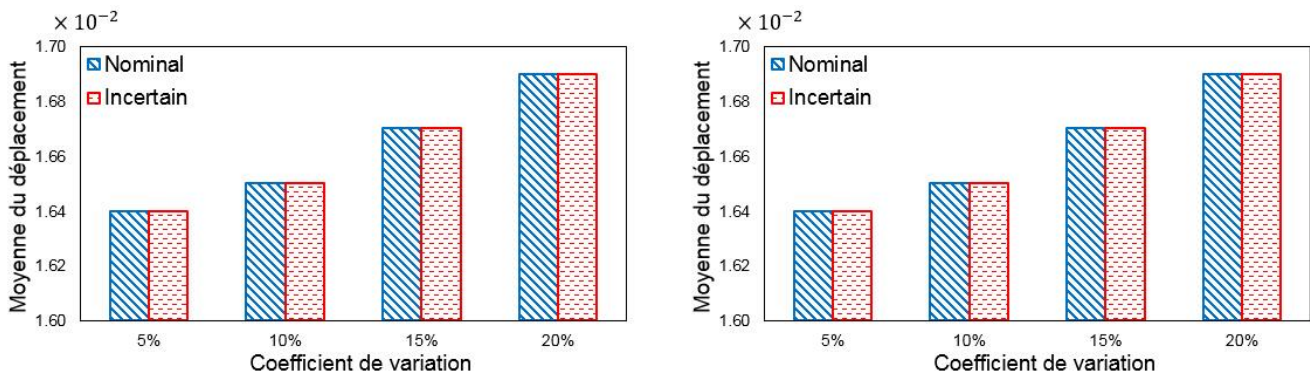 × 10⁻²
Moyenne du déplacement
1.70
1.68
1.66
1.64
1.62
1.60
Nominal
Incertain
5% 10% 15% 20%
Coefficient de variation
× 10⁻²
Moyenne du déplacement
1.70
1.68
1.66
1.64
1.62
1.60
Nominal
Incertain
5% 10% 15% 20%
Coefficient de variation